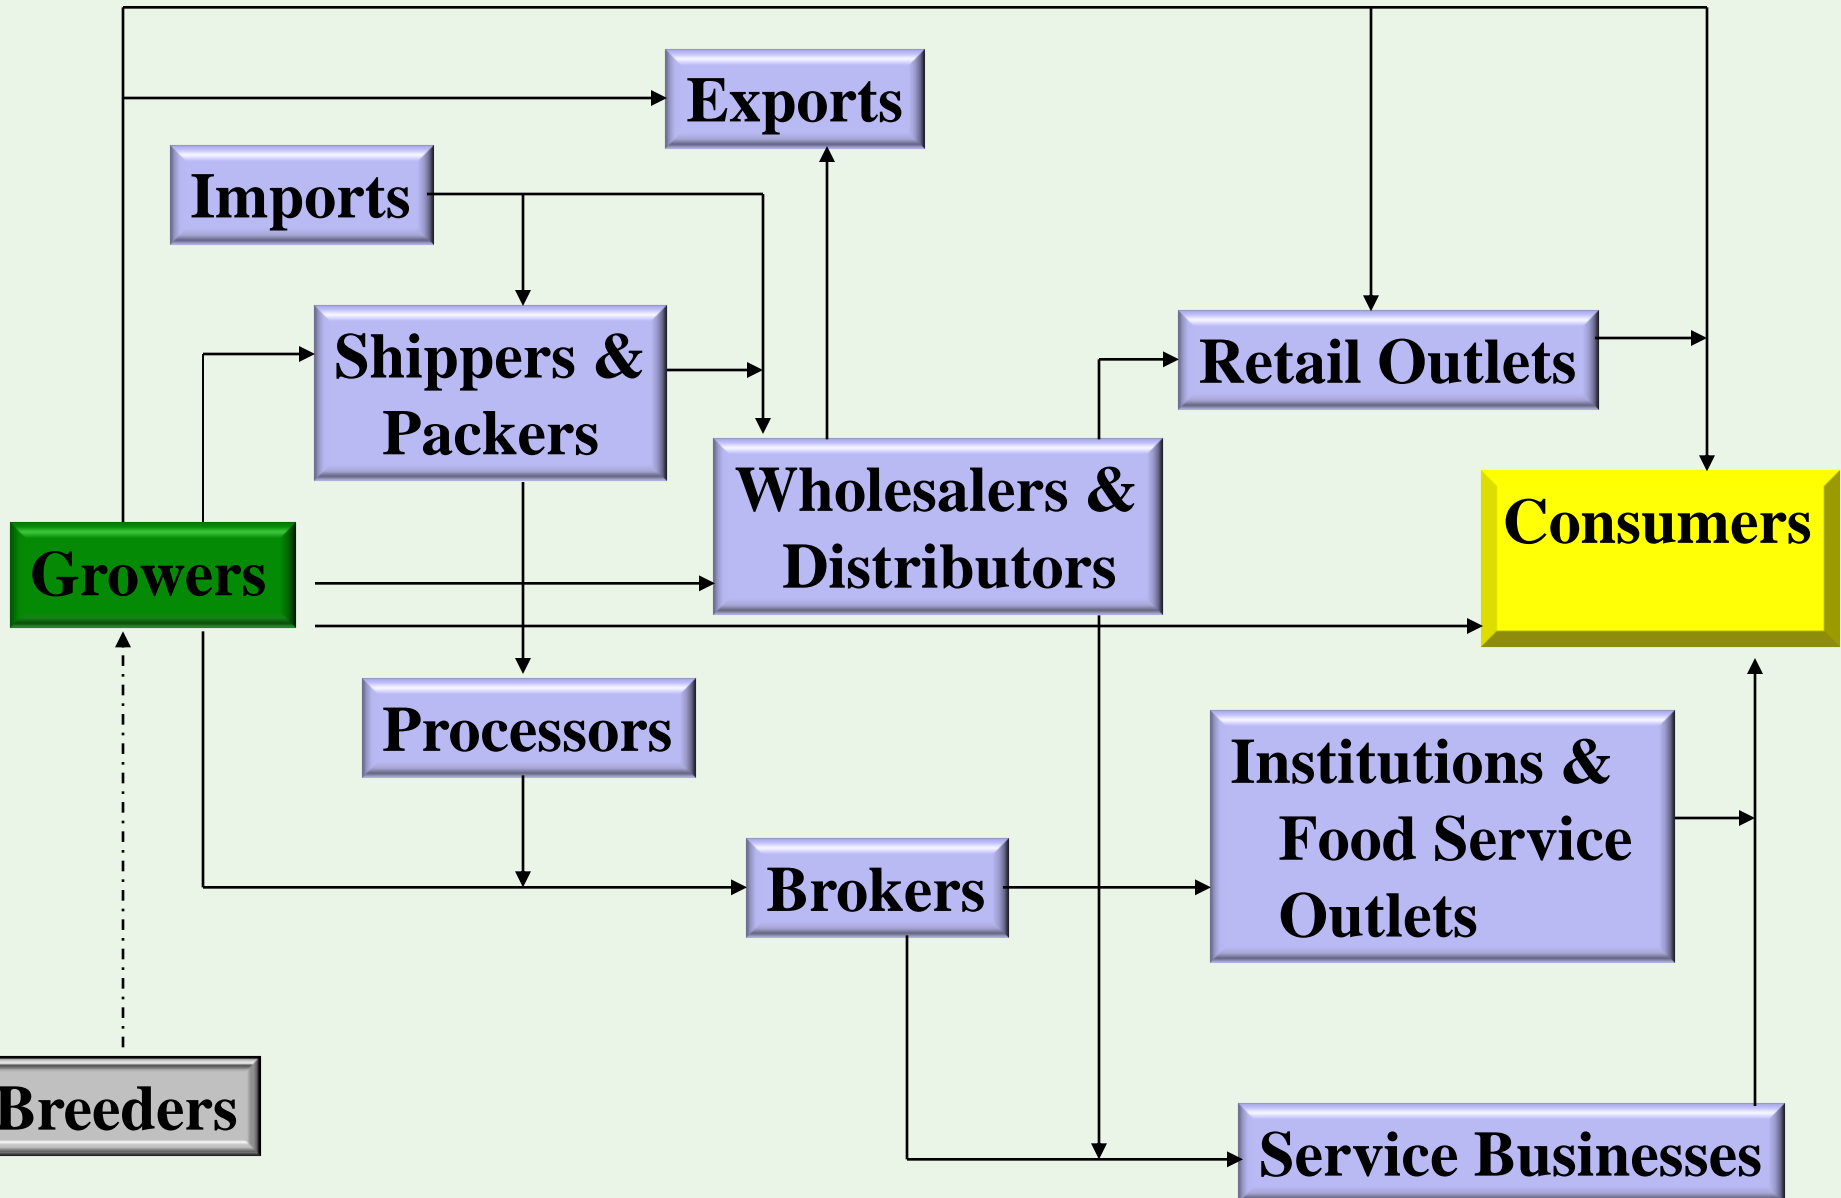 Exports
Imports
Shippers &
Packers
Retail Outlets
Wholesalers &
Distributors
Consumers
Growers
Processors
Institutions &
Food Service
Outlets
Brokers
Breeders
Service Businesses